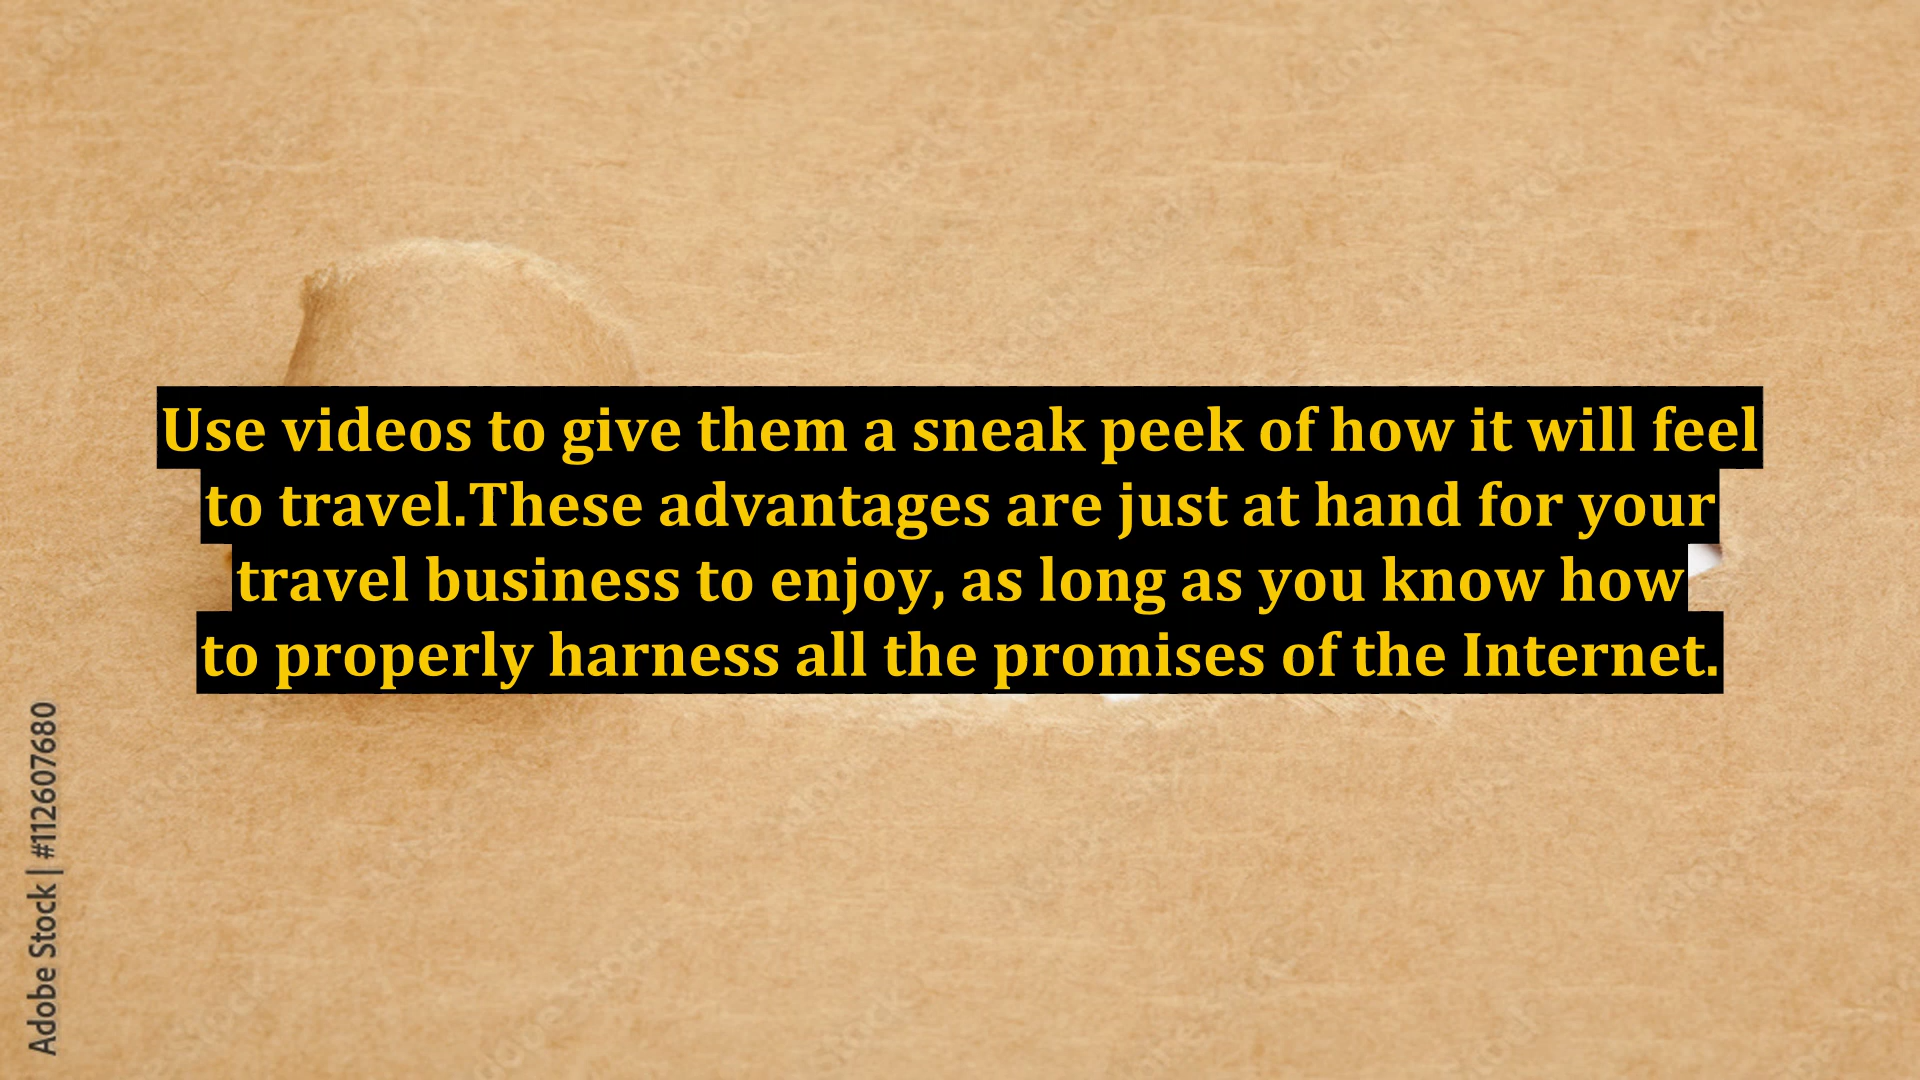 Use videos to give them a sneak peek of how it will feel
to travel.These advantages are just at hand for your
travel business to enjoy, as long as you know how
to properly harness all the promises of the Internet.
Adobe Stock | #112607680